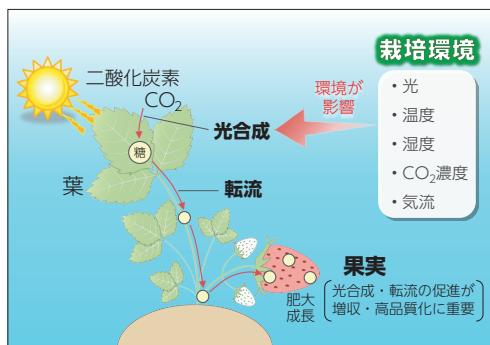 栽培環境
・光
・温度
・湿度
・CO₂濃度
・気流
環境が
影響
二酸化炭素
CO₂
光合成
糖
葉
転流
果実
肥大
成長
光合成・転流の促進が
増収・高品質化に重要